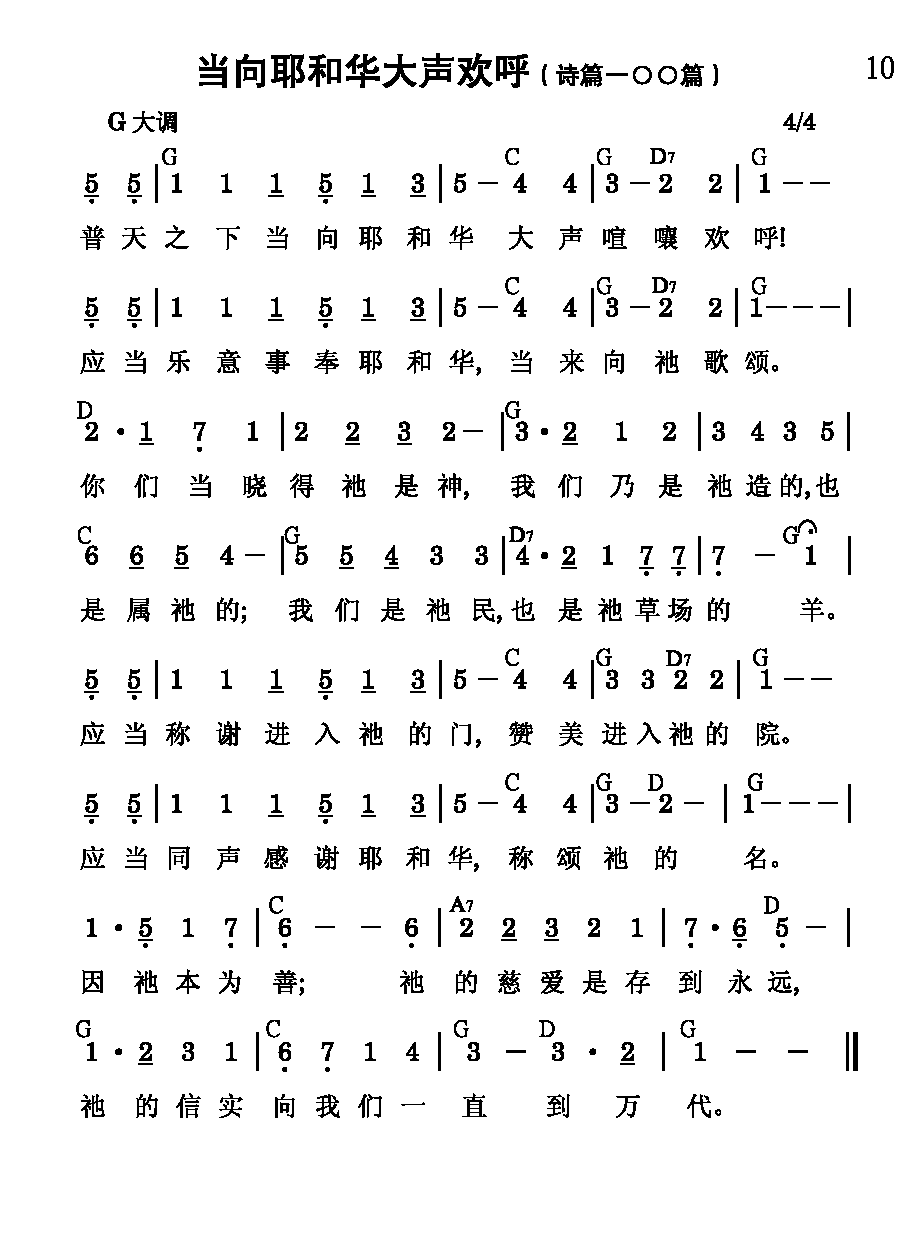 当向耶和华大声欢呼(诗篇一〇〇篇) 10
G 大调 4/4
G C G D7 G
5 5 | 1 1 1 5 1 3 | 5 – 4 4 | 3 – 2 2 | 1 – –
普天之下当向耶和华 大声喧嚷欢呼!
C G D7 G
5 5 | 1 1 1 5 1 3 | 5 – 4 4 | 3 – 2 2 | 1 – – – |
应当乐意事奉耶和华, 当来向祂歌颂。
D G
2 · 1 7 1 | 2 2 3 2 – | 3 · 2 1 2 | 3 4 3 5 |
你们当晓得祂是神, 我们乃是祂造的,也
C G D7 G
6 6 5 4 – | 5 5 4 3 3 | 4 · 2 1 7 7 | 7 – 1 |
是属祂的; 我们是祂民,也是祂草场的羊。
C G D7 G
5 5 | 1 1 1 5 1 3 | 5 – 4 4 | 3 3 2 2 | 1 – –
应当称谢进入祂的门, 赞美进入祂的院。
C G D G
5 5 | 1 1 1 5 1 3 | 5 – 4 4 | 3 – 2 – | 1 – – – |
应当同声感谢耶和华, 称颂祂的名。
C A7 D
1 · 5 1 7 | 6 – – 6 | 2 2 3 2 1 | 7 · 6 5 – |
因祂本为善; 祂的慈爱是存到永远,
G C G D G
1 · 2 3 1 | 6 7 1 4 | 3 – 3 · 2 | 1 – – ‖
祂的信实向我们一直到万代。